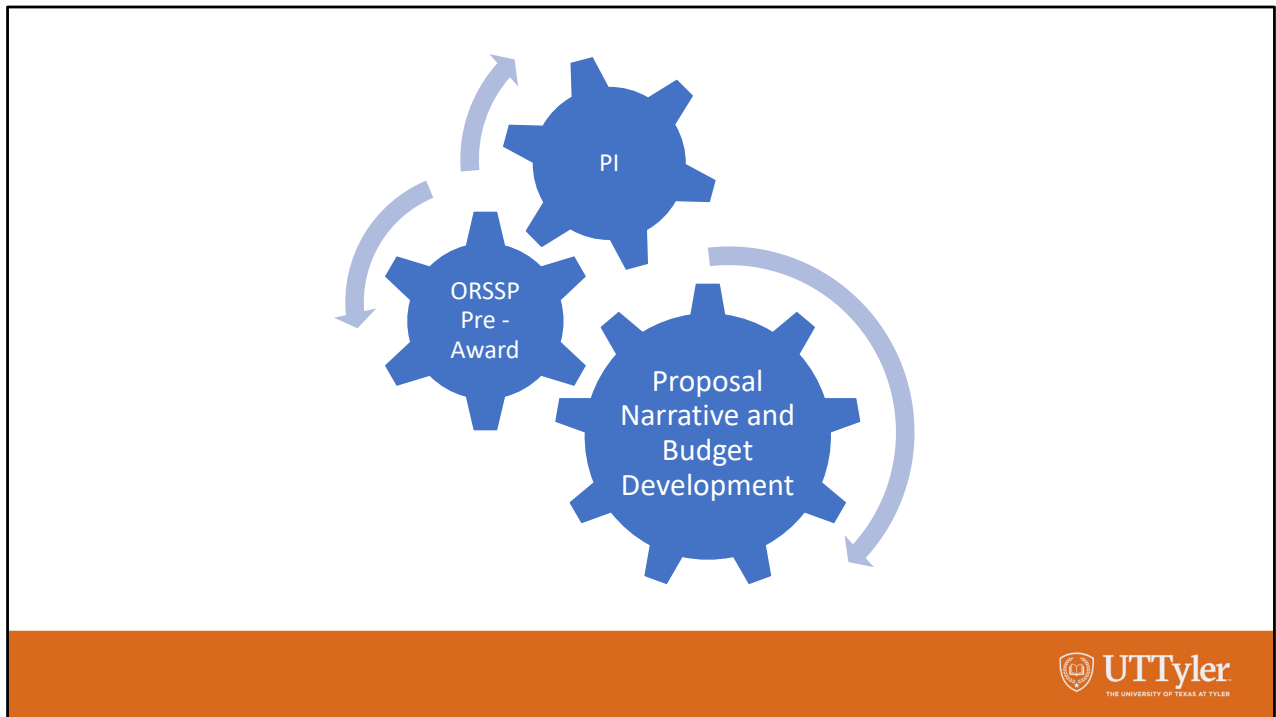 PI
ORSSP
Pre -
Award
Proposal
Narrative and
Budget
Development
UTTyler
THE UNIVERSITY OF TEXAS AT TYLER